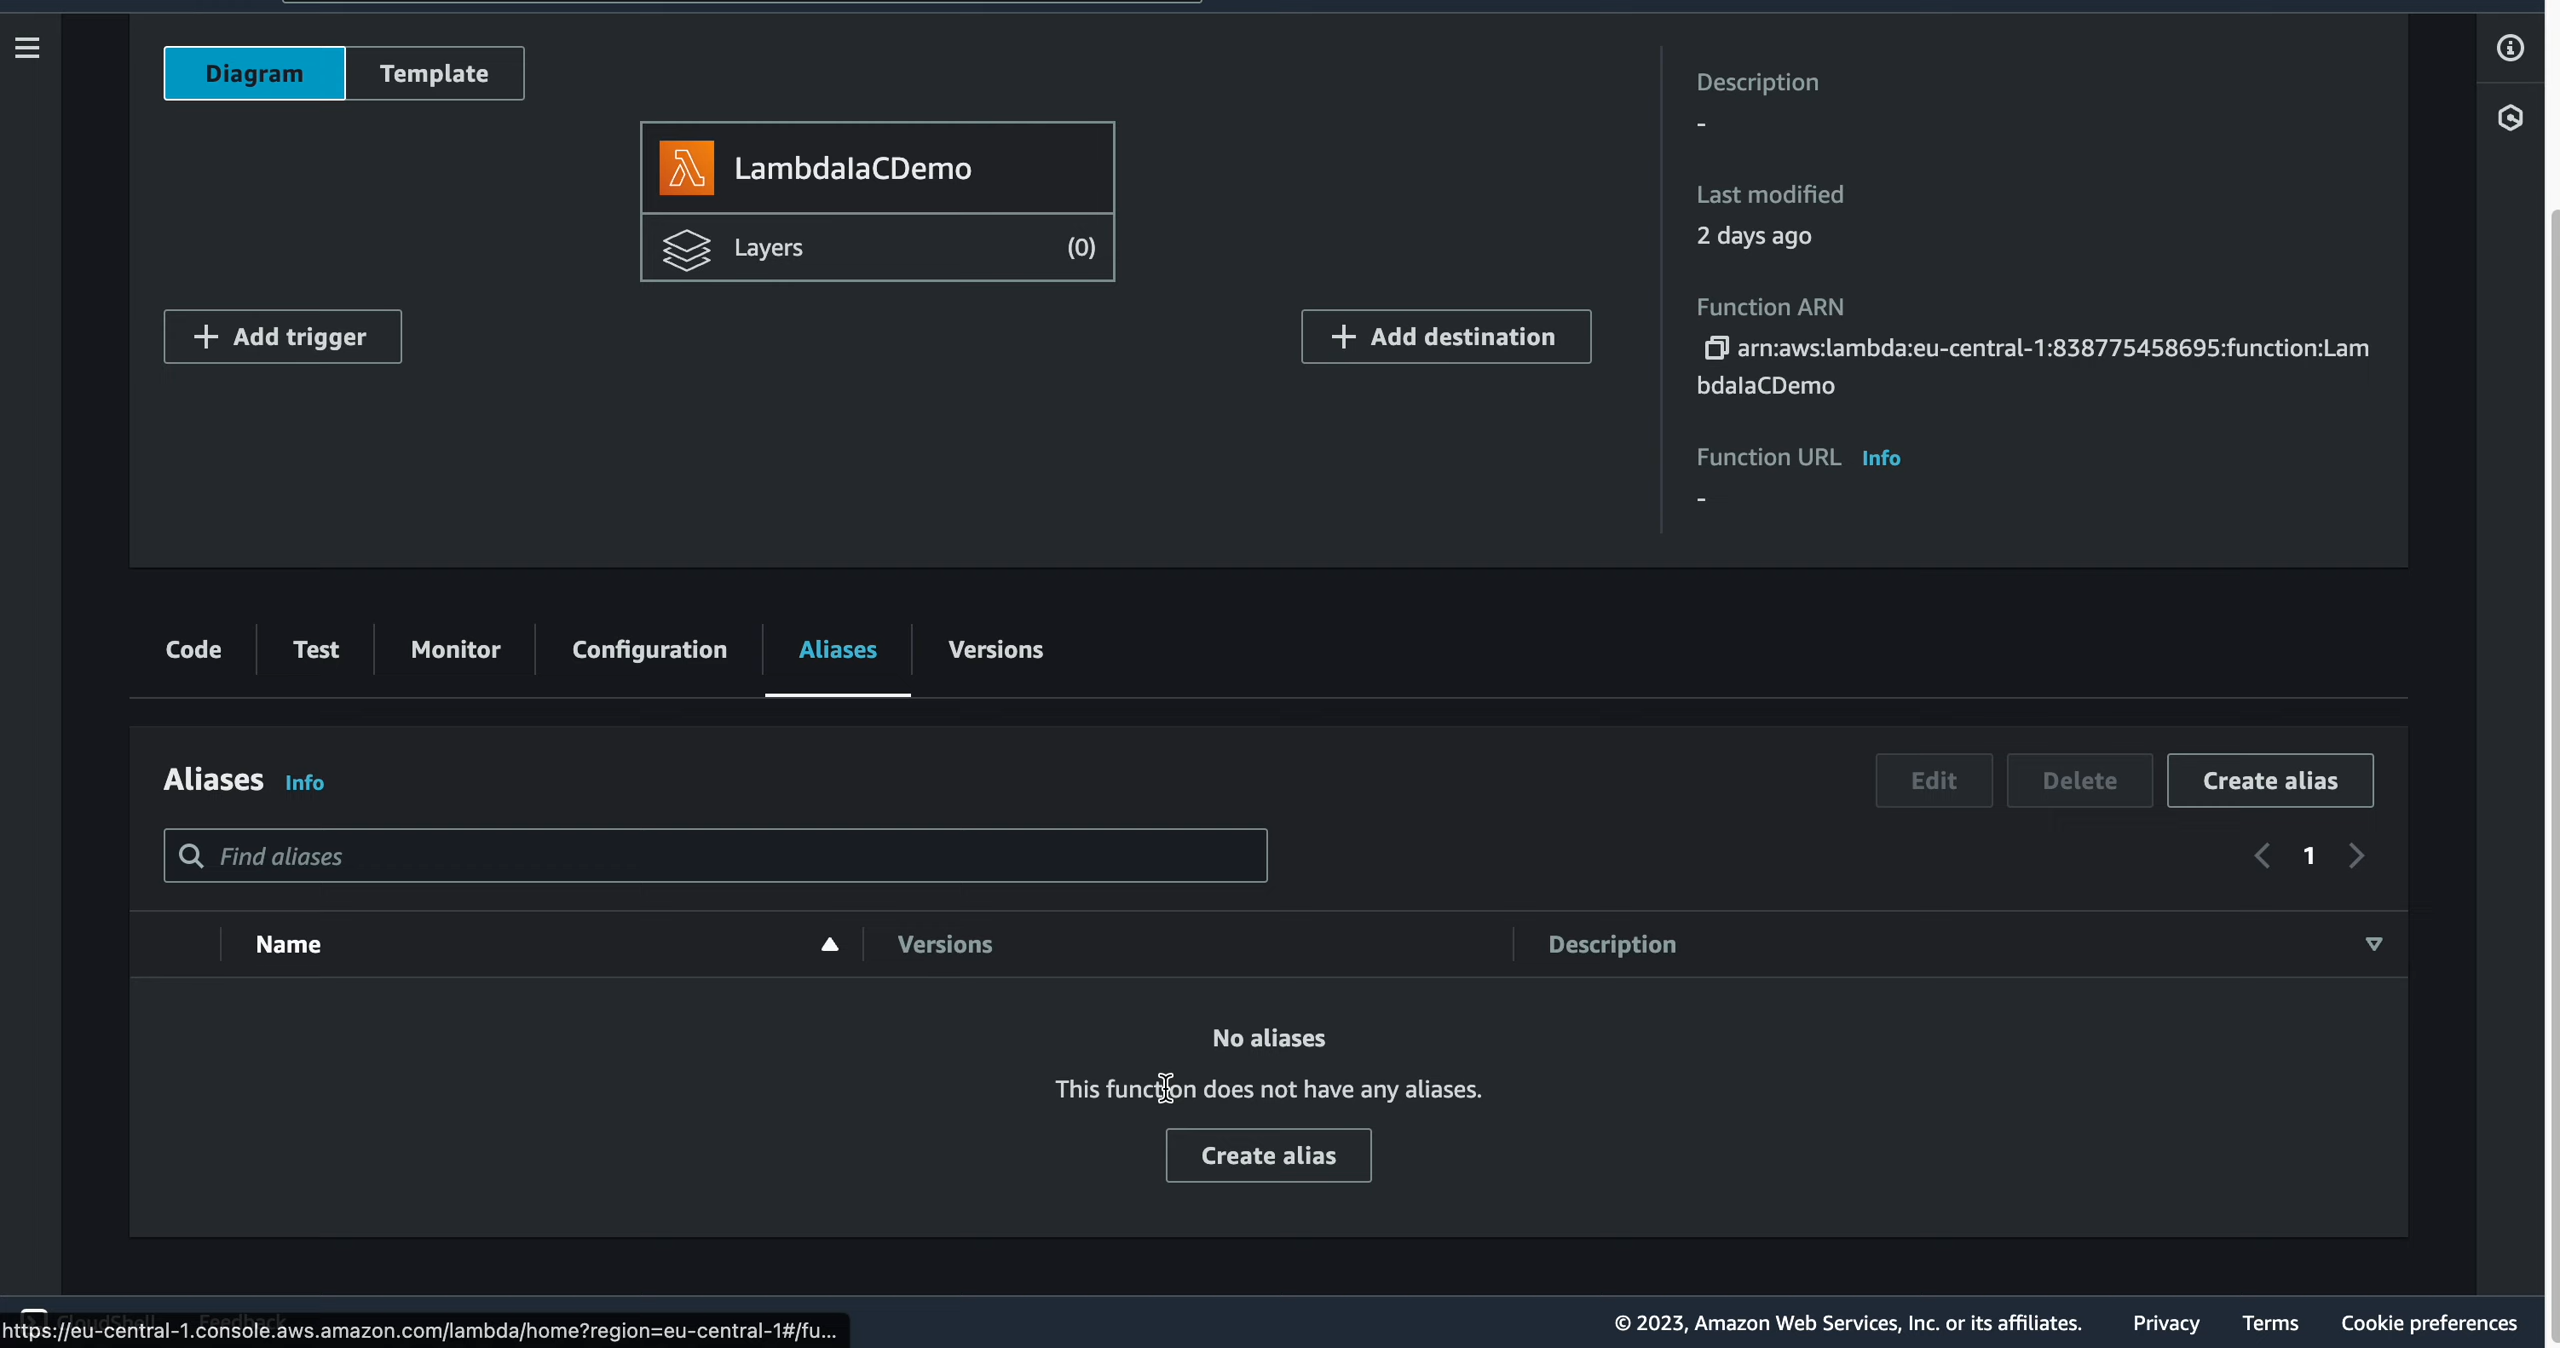 Diagram
Template
LambdaIaCDemo
Layers
(0)
+ Add trigger
+ Add destination
Description
-
Last modified
2 days ago
Function ARN
arn:aws:lambda:eu-central-1:838775458695:function:Lam
bdaIaCDemo
Function URL Info
-
Code
Test
Monitor
Configuration
Aliases
Versions
Aliases Info
Edit
Delete
Create alias
Find aliases
1
Name
Versions
Description
No aliases
This function does not have any aliases.
Create alias
CloudShell Feedback
https://eu-central-1.console.aws.amazon.com/lambda/home?region=eu-central-1#/fu...
© 2023, Amazon Web Services, Inc. or its affiliates.
Privacy
Terms
Cookie preferences